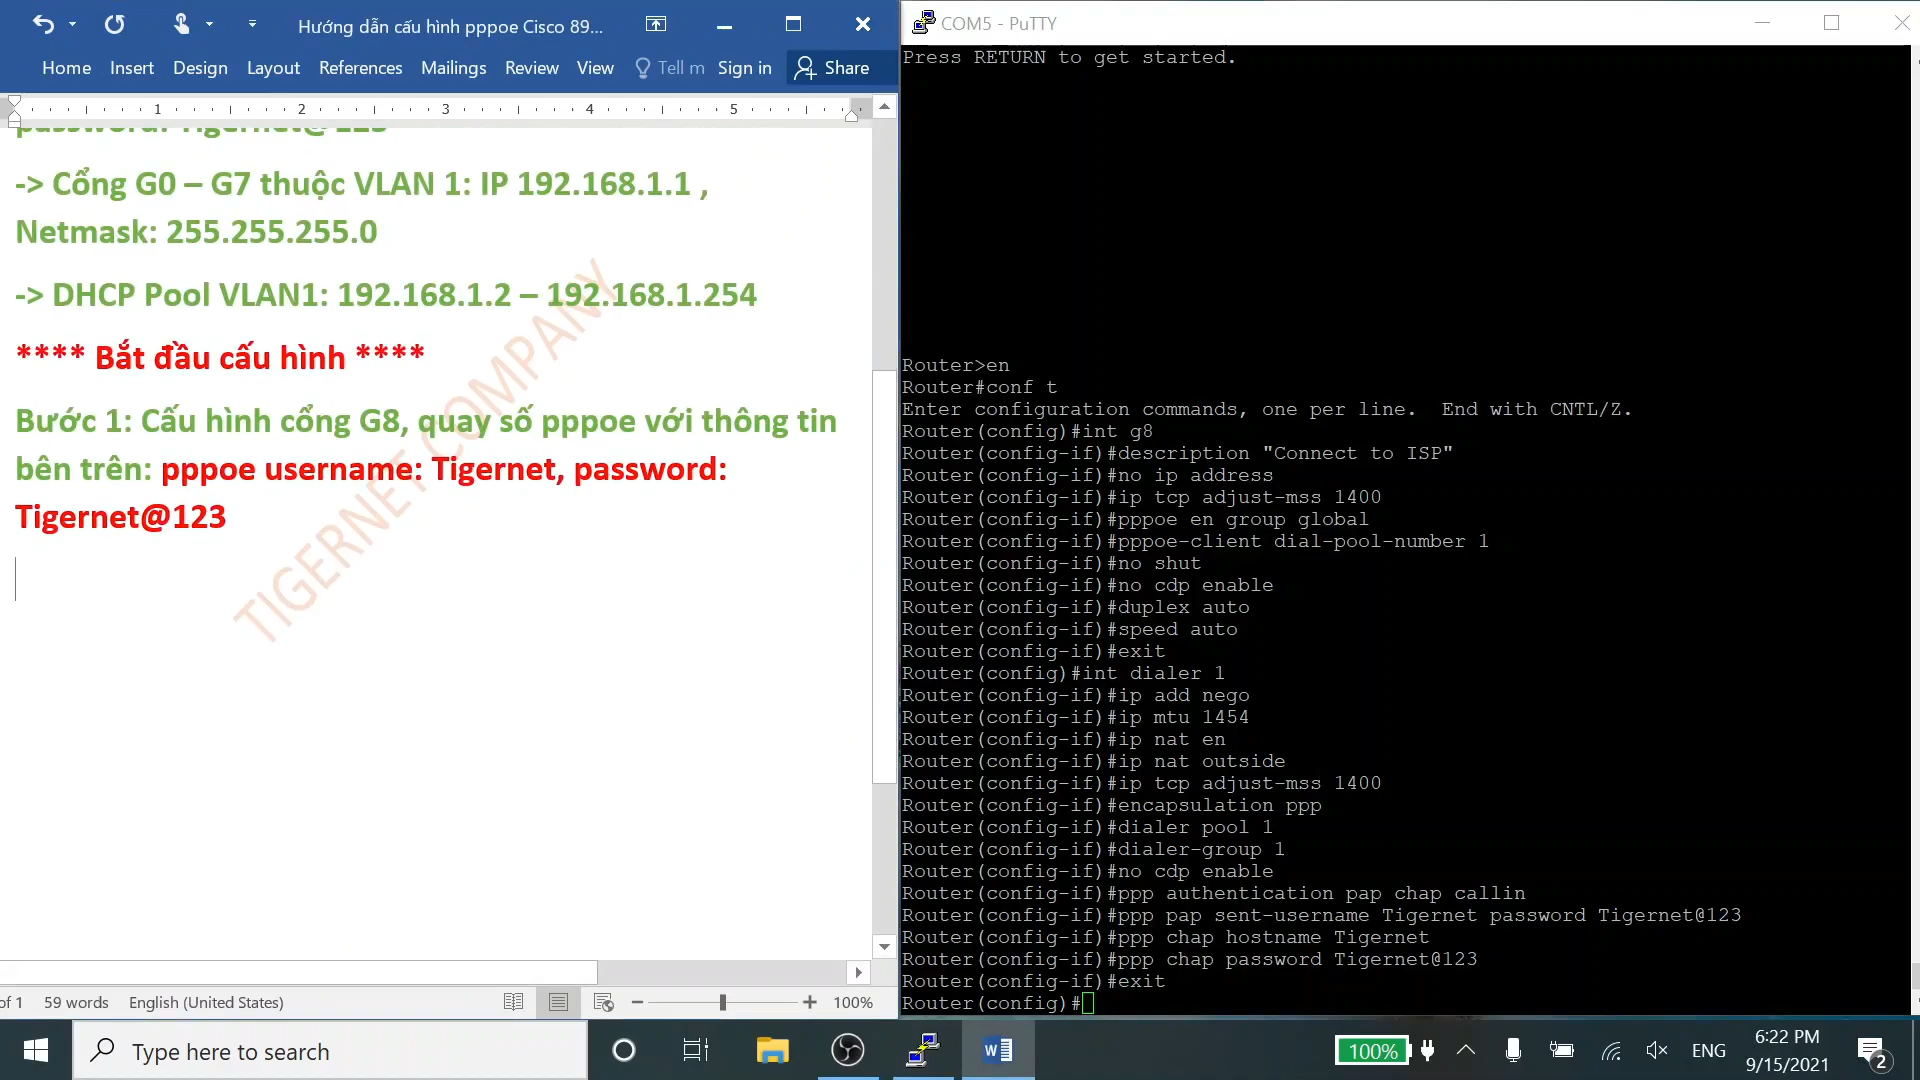 Hướng dẫn cấu hình pppoe Cisco 89...
Home Insert Design Layout References Mailings Review View Tell m Sign in Share
1 2 3 4 5
password: Tigernet@123
-> Cổng G0 – G7 thuộc VLAN 1: IP 192.168.1.1 ,
Netmask: 255.255.255.0
-> DHCP Pool VLAN1: 192.168.1.2 – 192.168.1.254
**** Bắt đầu cấu hình ****
Bước 1: Cấu hình cổng G8, quay số pppoe với thông tin
bên trên: pppoe username: Tigernet, password:
Tigernet@123
TIGERNET COMPANY
of 1 59 words English (United States) 100%
COM5 - PuTTY
Press RETURN to get started.
Router>en
Router#conf t
Enter configuration commands, one per line.  End with CNTL/Z.
Router(config)#int g8
Router(config-if)#description "Connect to ISP"
Router(config-if)#no ip address
Router(config-if)#ip tcp adjust-mss 1400
Router(config-if)#pppoe en group global
Router(config-if)#pppoe-client dial-pool-number 1
Router(config-if)#no shut
Router(config-if)#no cdp enable
Router(config-if)#duplex auto
Router(config-if)#speed auto
Router(config-if)#exit
Router(config)#int dialer 1
Router(config-if)#ip add nego
Router(config-if)#ip mtu 1454
Router(config-if)#ip nat en
Router(config-if)#ip nat outside
Router(config-if)#ip tcp adjust-mss 1400
Router(config-if)#encapsulation ppp
Router(config-if)#dialer pool 1
Router(config-if)#dialer-group 1
Router(config-if)#no cdp enable
Router(config-if)#ppp authentication pap chap callin
Router(config-if)#ppp pap sent-username Tigernet password Tigernet@123
Router(config-if)#ppp chap hostname Tigernet
Router(config-if)#ppp chap password Tigernet@123
Router(config-if)#exit
Router(config)#
Type here to search
100%
ENG
6:22 PM
9/15/2021
2